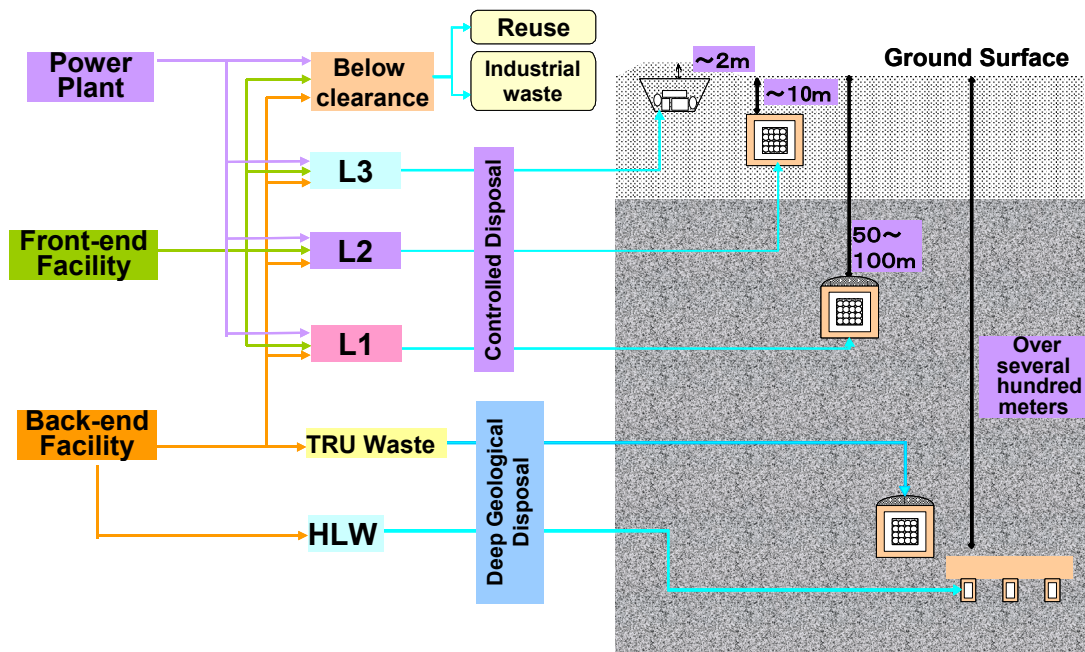 Power
Plant
Front-end
Facility
Back-end
Facility
Below
clearance
Reuse
Industrial
waste
L3
L2
L1
TRU Waste
HLW
Controlled Disposal
Deep Geological
Disposal
Ground Surface
～2m
～10m
50～
100m
Over
several
hundred
meters